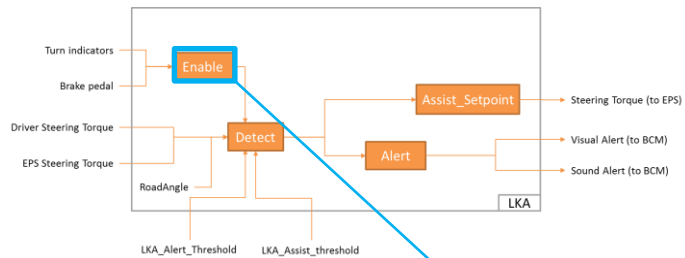 Turn indicators
Enable
Brake pedal
Assist_Setpoint
Steering Torque (to EPS)
Driver Steering Torque
Detect
Visual Alert (to BCM)
EPS Steering Torque
Alert
Sound Alert (to BCM)
RoadAngle
LKA
LKA_Alert_Threshold
LKA_Assist_threshold